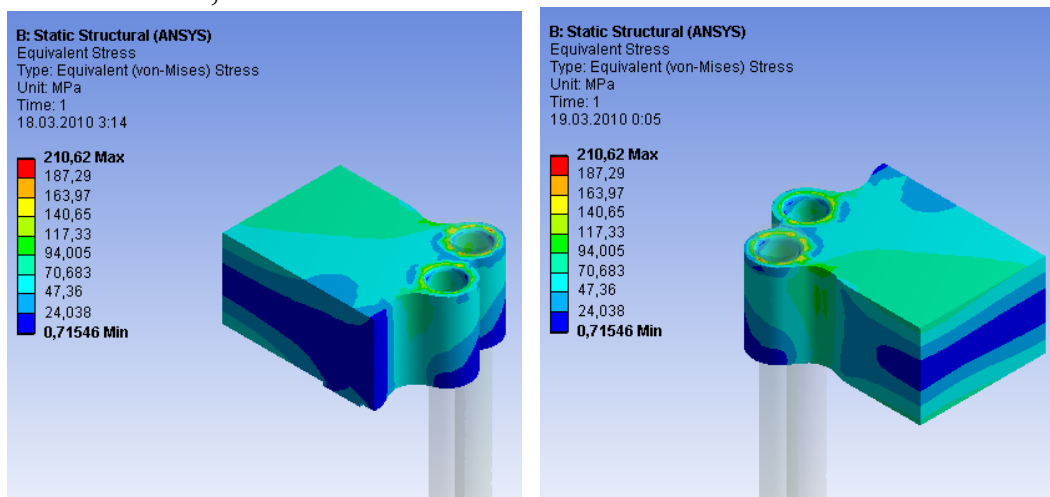 B: Static Structural (ANSYS)
Equivalent Stress
Type: Equivalent (von-Mises) Stress
Unit: MPa
Time: 1
18.03.2010 3:14
210,62 Max
187,29
163,97
140,65
117,33
94,005
70,683
47,36
24,038
0,71546 Min
B: Static Structural (ANSYS)
Equivalent Stress
Type: Equivalent (von-Mises) Stress
Unit: MPa
Time: 1
19.03.2010 0:05
210,62 Max
187,29
163,97
140,65
117,33
94,005
70,683
47,36
24,038
0,71546 Min